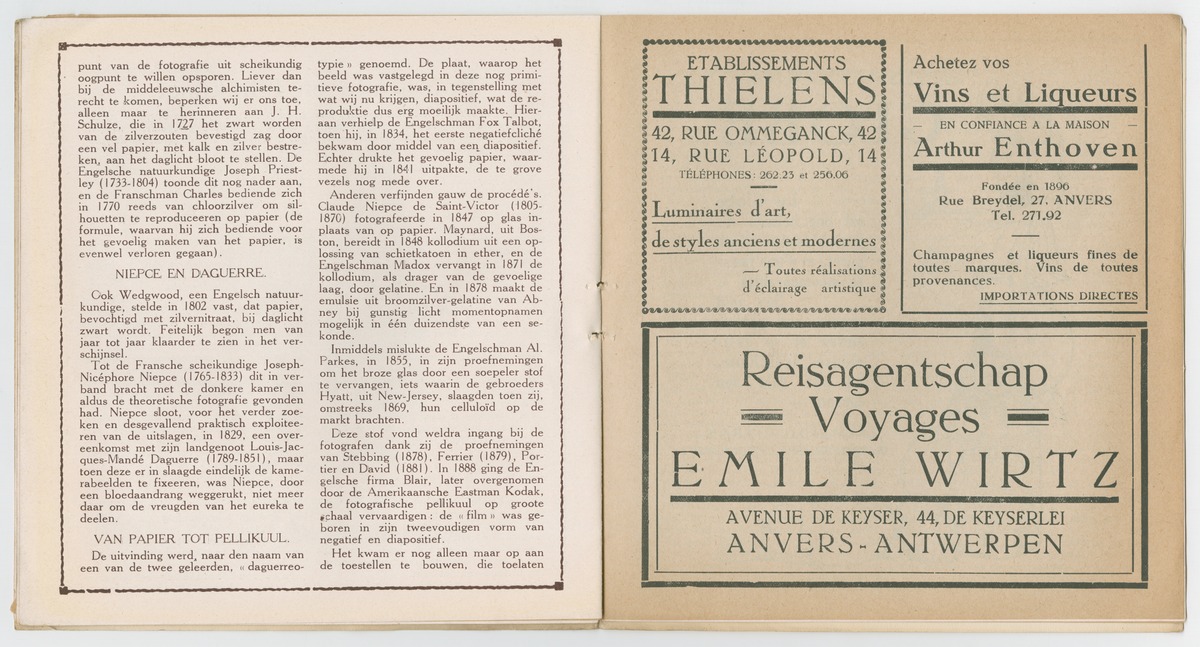 punt van de fotografie uit scheikundig
oogpunt te willen opsporen. Liever dan
bij de middeleeuwsche alchimisten te-
recht te komen, beperken wij er ons toe,
alleen maar te herinneren aan J. H.
Schulze, die in 1727 het zwart worden
van de zilverzouten bevestigd zag door
een vel papier, met kalk en zilver bestre-
ken, aan het daglicht bloot te stellen. De
Engelsche natuurkundige Joseph Priest-
ley (1733-1804) toonde dit nog nader aan,
en de Franschman Charles bediende zich
in 1770 reeds van chloorzilver om sil-
houetten te reproduceeren op papier (de
formule, waarvan hij zich bediende voor
het gevoelig maken van het papier, is
evenwel verloren gegaan).
NIEPCE EN DAGUERRE.
Ook Wedgwood, een Engelsch natuur-
kundige, stelde in 1802 vast, dat papier,
bevochtigd met zilvernitraat, bij daglicht
zwart wordt. Feitelijk begon men van
jaar tot jaar klaarder te zien in het ver-
schijnsel.
Tot de Fransche scheikundige Joseph-
Nicéphore Niepce (1765-1833) dit in ver-
band bracht met de donkere kamer en
aldus de theoretische fotografie gevonden
had. Niepce sloot, voor het verder zoe-
ken en desgevallend praktisch exploitee-
ren van de uitslagen, in 1829, een over-
eenkomst met zijn landgenoot Louis-Jac-
ques-Mandé Daguerre (1789-1851), maar
toen deze er in slaagde eindelijk de kame-
rabeelden te fixeeren, was Niepce, door
een bloedaandrang weggerukt, niet meer
daar om de vreugden van het eureka te
deelen.
VAN PAPIER TOT PELLIKUUL.
De uitvinding werd, naar den naam van
een van de twee geleerden, « daguerreo-
typie » genoemd. De plaat, waarop het
beeld was vastgelegd in deze nog primi-
tieve fotografie, was, in tegenstelling met
wat wij nu krijgen, diapositief, wat de re-
produktie dus erg moeilijk maakte. Hier-
aan verhielp de Engelschman Fox Talbot,
toen hij, in 1834, het eerste negatiefcliché
bekwam door middel van een diapositief.
Echter drukte het gevoelig papier, waar-
mede hij in 1841 uitpakte, de te grove
vezels nog mede over.
Anderen verfijnden gauw de procédé's.
Claude Niepce de Saint-Victor (1805-
1870) fotografeerde in 1847 op glas in-
plaats van op papier. Maynard, uit Bos-
ton, bereidt in 1848 kollodium uit een op-
lossing van schietkatoen in ether, en de
Engelschman Madox vervangt in 1871 de
kollodium, als drager van de gevoelige
laag, door gelatine. En in 1878 maakt de
emulsie uit broomzilver-gelatine van Ab-
ney bij gunstig licht momentopnamen
mogelijk in één duizendste van een se-
konde.
Inmiddels mislukte de Engelschman Al.
Parkes, in 1855, in zijn proefnemingen
om het broze glas door een soepeler stof
te vervangen, iets waarin de gebroeders
Hyatt, uit New-Jersey, slaagden toen zij,
omstreeks 1869, hun celluloïd op de
markt brachten.
Deze stof vond weldra ingang bij de
fotografen dank zij de proefnemingen
van Stebbing (1878), Ferrier (1879), Por-
tier en David (1881). In 1888 ging de En-
gelsche firma Blair, later overgenomen
door de Amerikaansche Eastman Kodak,
de fotografische pellikuul op groote
schaal vervaardigen : de « film » was ge-
boren in zijn tweevoudigen vorm van
negatief en diapositief.
Het kwam er nog alleen maar op aan
de toestellen te bouwen, die toelaten
ETABLISSEMENTS
THIELENS
42, RUE OMMEGANCK, 42
14, RUE LÉOPOLD, 14
TÉLÉPHONES: 262.23 et 256.06
Luminaires d'art,
de styles anciens et modernes
— Toutes réalisations
d'éclairage artistique
Achetez vos
Vins et Liqueurs
— EN CONFIANCE A LA MAISON —
Arthur Enthoven
Fondée en 1896
Rue Breydel, 27. ANVERS
Tel. 271,92
Champagnes et liqueurs fines de
toutes marques. Vins de toutes
provenances.
IMPORTATIONS DIRECTES
Reisagentschap
Voyages
EMILE WIRTZ
AVENUE DE KEYSER, 44, DE KEYSERLEI
ANVERS - ANTWERPEN